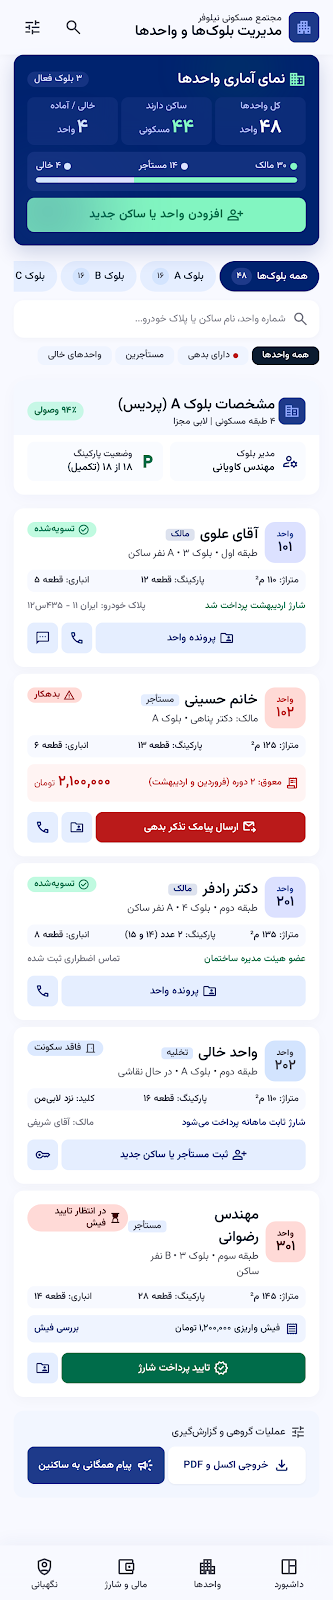 مجتمع مسکونی نیلوفر
مدیریت بلوک‌ها و واحدها
نمای آماری واحدها
۳ بلوک فعال
کل واحدها
۴۸ واحد
ساکن دارند
۴۴ مسکونی
خالی / آماده
۴ واحد
۳۰ مالک
۱۴ مستأجر
۴ خالی
افزودن واحد یا ساکن جدید
همه بلوک‌ها ۴۸
بلوک A ۱۶
بلوک B ۱۶
بلوک C
شماره واحد، نام ساکن یا پلاک خودرو...
همه واحدها
دارای بدهی
مستأجرین
واحدهای خالی
مشخصات بلوک A (پردیس)
۴ طبقه مسکونی | لابی مجزا
۹۴٪ وصولی
مدیر بلوک
مهندس کاویانی
وضعیت پارکینگ
۱۸ از ۱۸ (تکمیل)
P
واحد
۱۰۱
آقای علوی
مالک
تسویه‌شده
طبقه اول • بلوک A • ۳ نفر ساکن
متراژ: ۱۱۰ م²
پارکینگ: قطعه ۱۲
انباری: قطعه ۵
شارژ اردیبهشت پرداخت شد
پلاک خودرو: ایران ۱۱ - ۴۳۵س۱۲
پرونده واحد
واحد
۱۰۲
خانم حسینی
مستأجر
بدهکار
مالک: دکتر پناهی • بلوک A
متراژ: ۱۲۵ م²
پارکینگ: قطعه ۱۳
انباری: قطعه ۶
معوق: ۲ دوره (فروردین و اردیبهشت)
۲,۱۰۰,۰۰۰ تومان
ارسال پیامک تذکر بدهی
واحد
۲۰۱
دکتر رادفر
مالک
تسویه‌شده
طبقه دوم • بلوک A • ۴ نفر ساکن
متراژ: ۱۳۵ م²
پارکینگ: ۲ عدد (۱۴ و ۱۵)
انباری: قطعه ۸
عضو هیئت مدیره ساختمان
تماس اضطراری ثبت شده
پرونده واحد
واحد
۲۰۲
واحد خالی
تخلیه
فاقد سکونت
طبقه دوم • بلوک A • در حال نقاشی
متراژ: ۱۱۰ م²
پارکینگ: قطعه ۱۶
کلید: نزد لابی‌من
شارژ ثابت ماهانه پرداخت می‌شود
مالک: آقای شریفی
ثبت مستأجر یا ساکن جدید
واحد
۳۰۱
مهندس
رضوانی
مستأجر
در انتظار تایید
فیش
طبقه سوم • بلوک B • ۳ نفر
ساکن
متراژ: ۱۴۵ م²
پارکینگ: قطعه ۲۸
انباری: قطعه ۱۴
فیش واریزی ۱,۲۰۰,۰۰۰ تومان
بررسی فیش
تایید پرداخت شارژ
عملیات گروهی و گزارش‌گیری
خروجی اکسل و PDF
پیام همگانی به ساکنین
داشبورد
واحدها
مالی و شارژ
نگهبانی